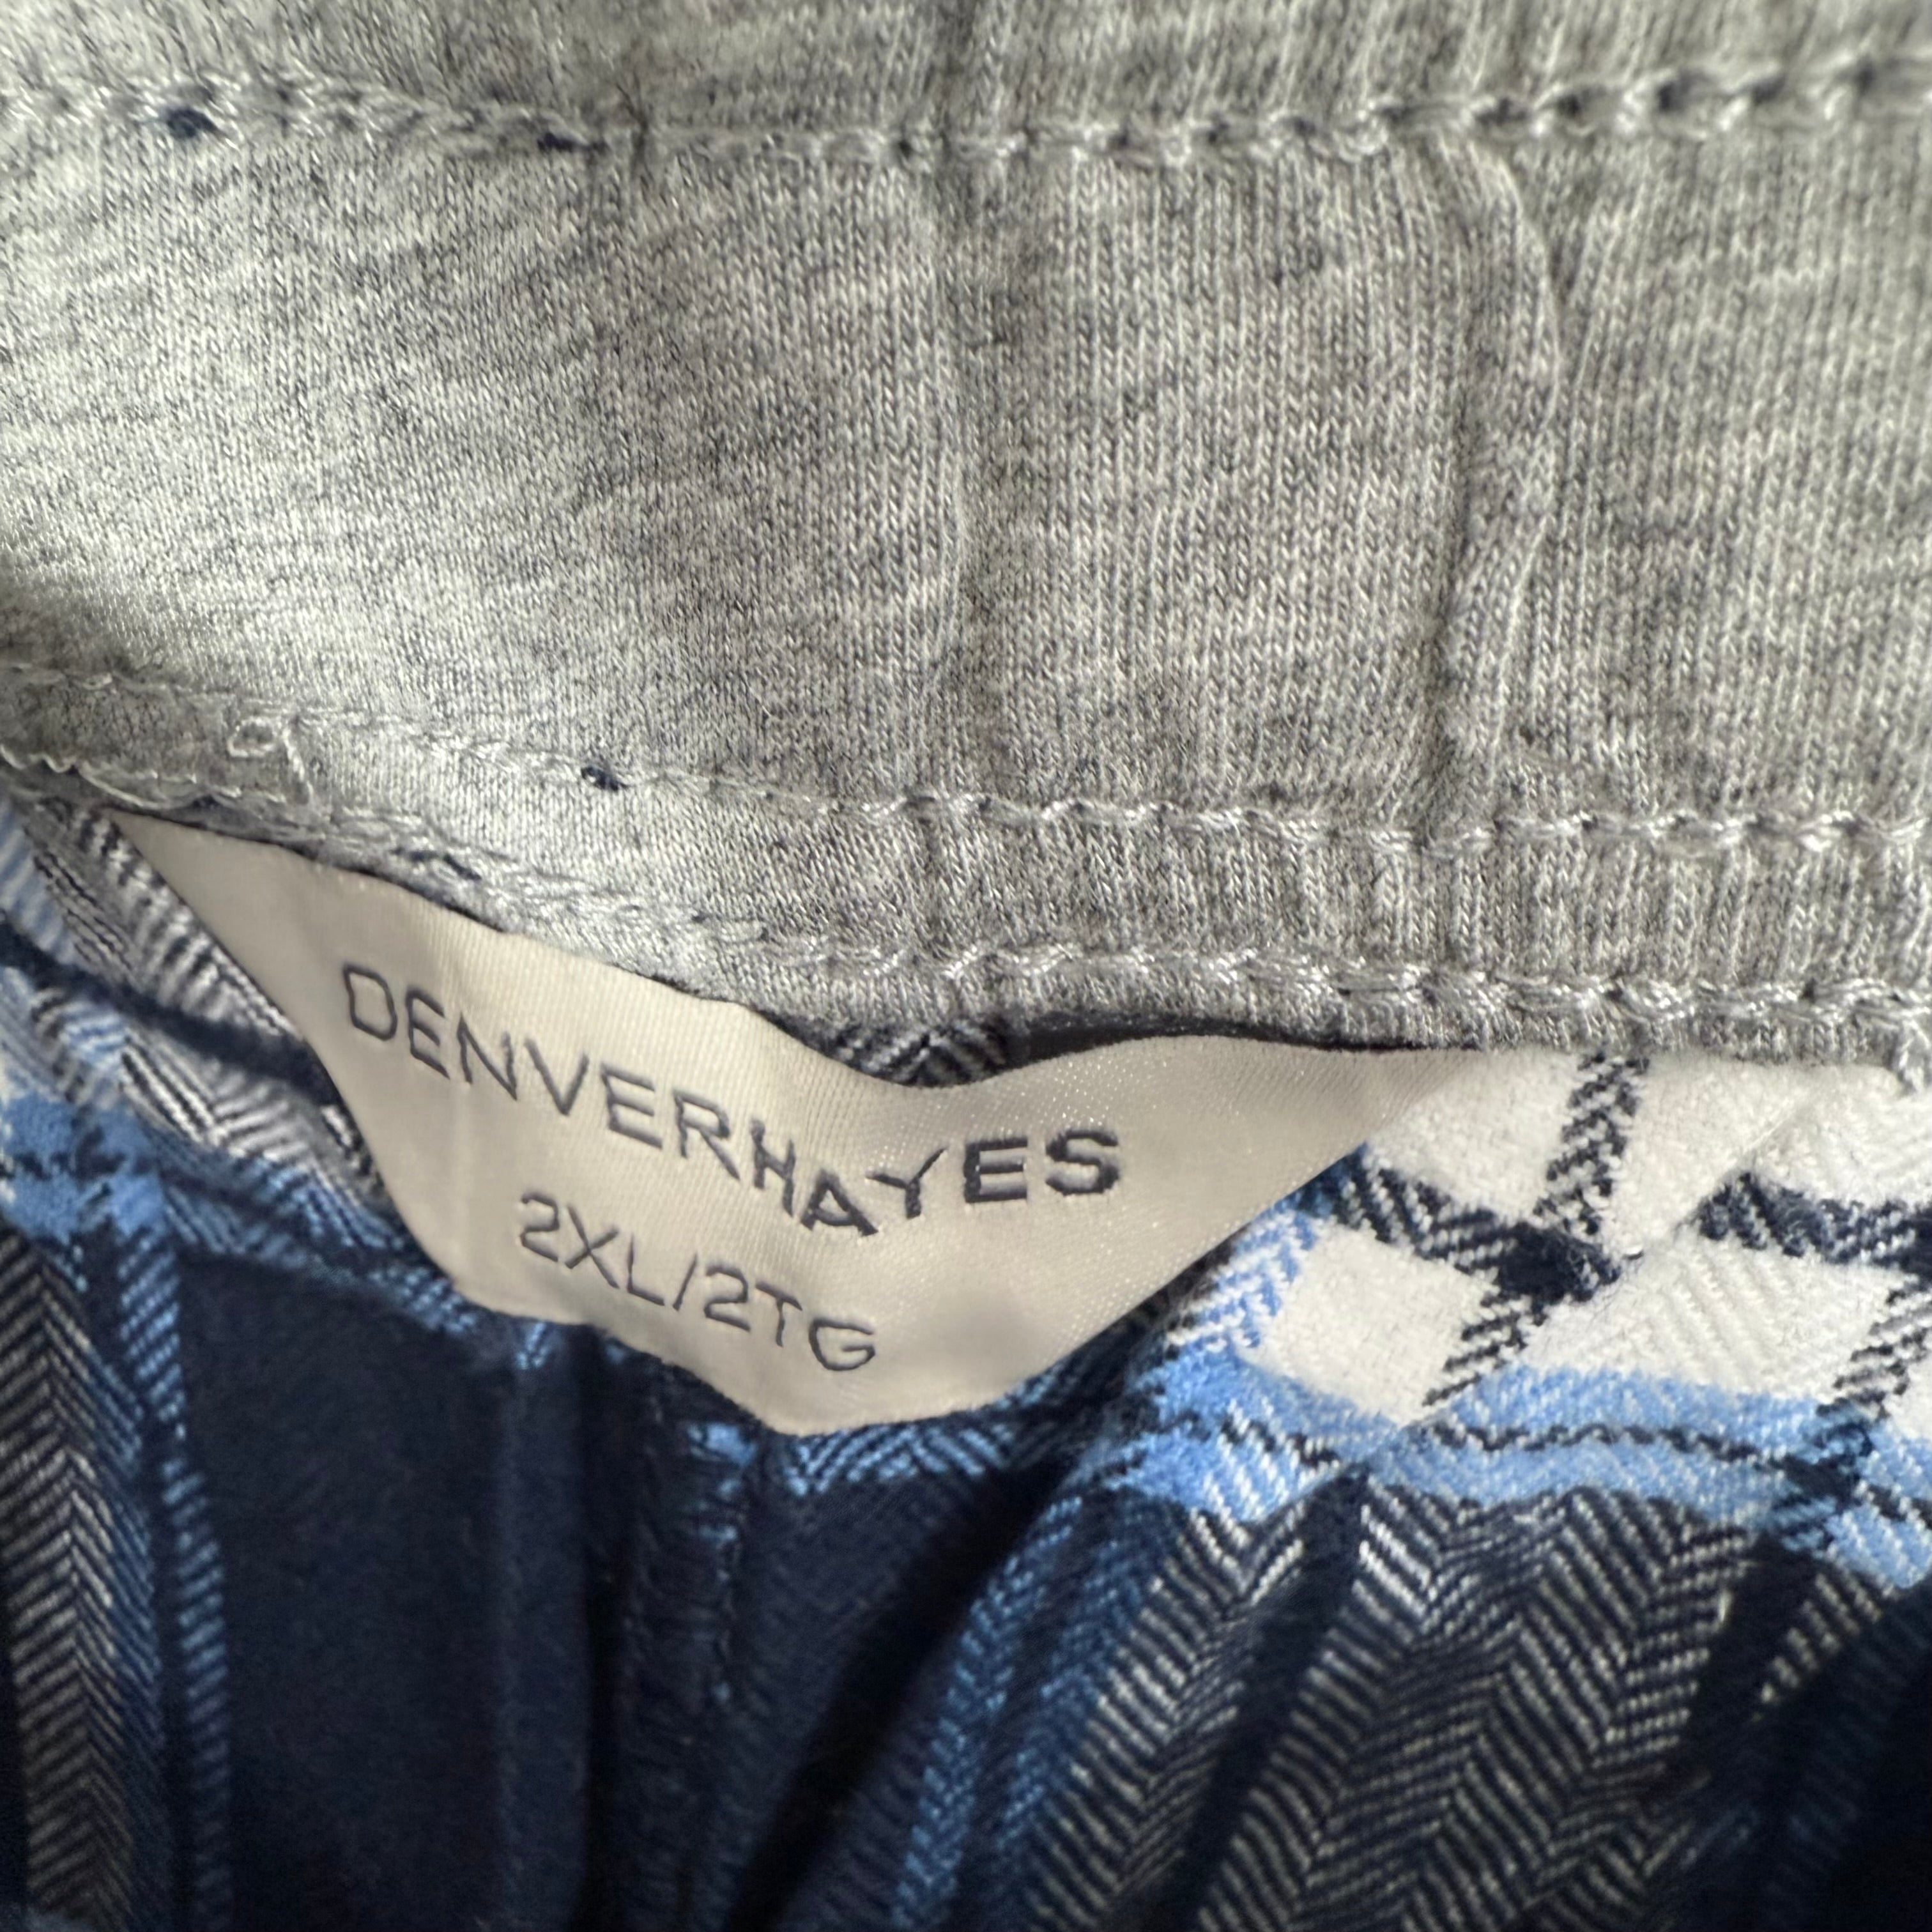 DENVERHAYES
2XL/2TG